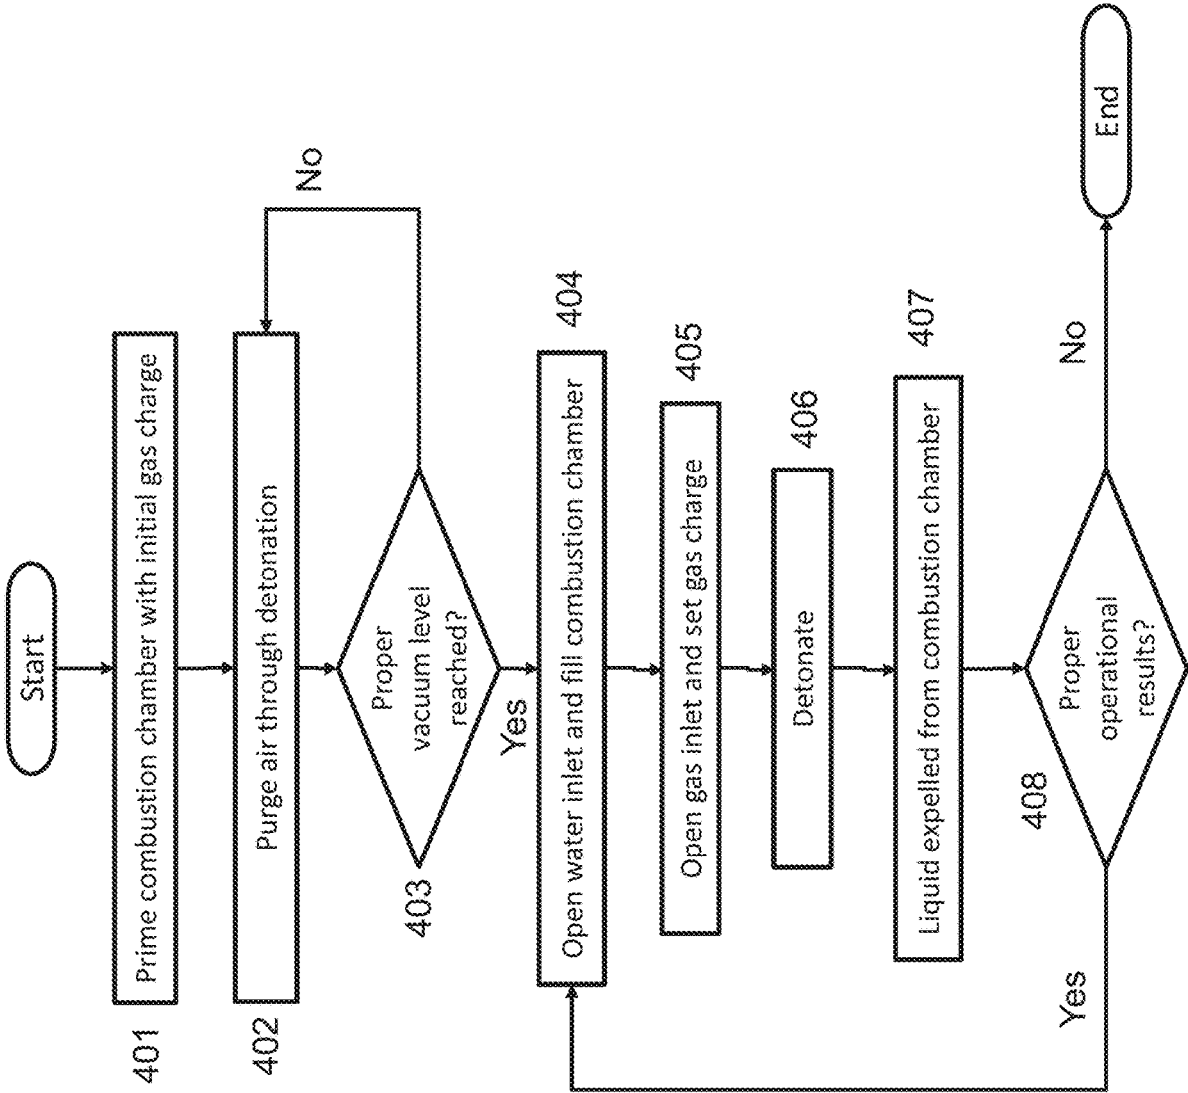 Start
401
Prime combustion chamber with initial gas charge
402
Purge air through detonation
No
403
Proper
vacuum level
reached?
Yes
Open water inlet and fill combustion chamber
404
Open gas inlet and set gas charge
405
Detonate
406
Liquid expelled from combustion chamber
407
408
Proper
operational
results?
Yes
No
End